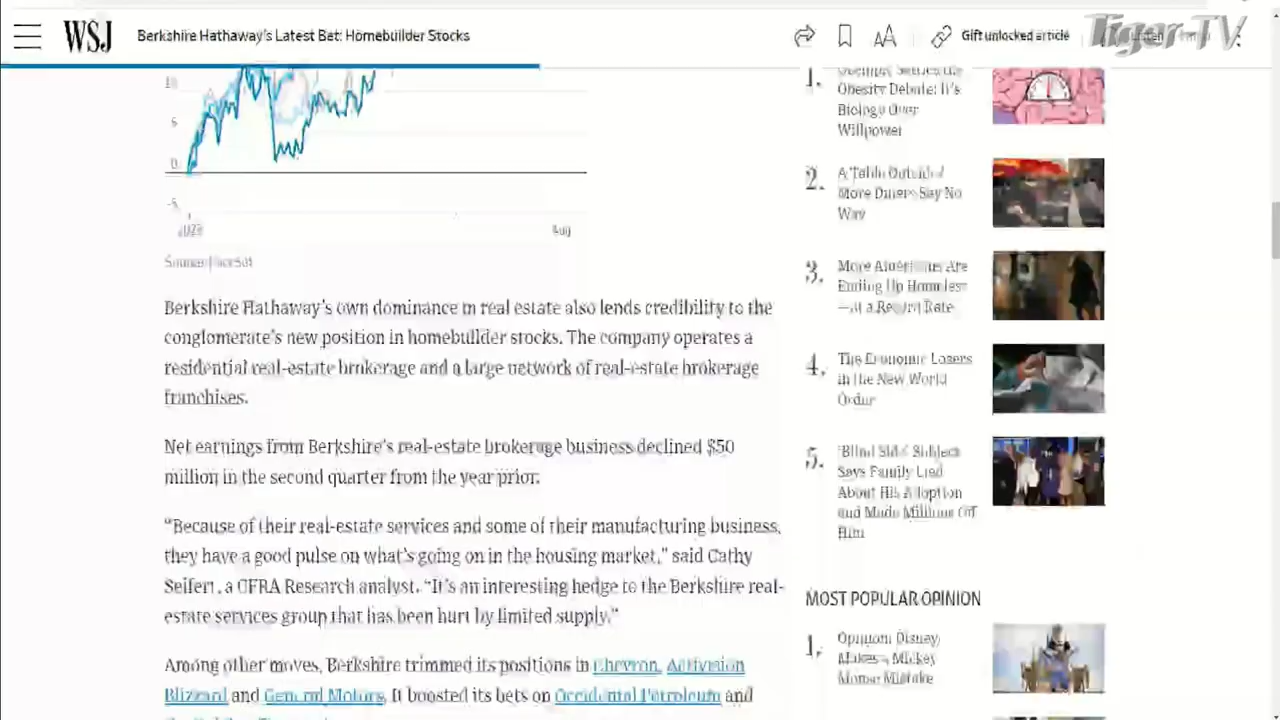 WSJ
Berkshire Hathaway's Latest Bet: Homebuilder Stocks
Gift unlocked article
Listen
Tiger TV
10
5
0
-5
2023
Aug
Source: FactSet
Berkshire Hathaway's own dominance in real estate also lends credibility to the
conglomerate's new position in homebuilder stocks. The company operates a
residential real-estate brokerage and a large network of real-estate brokerage
franchises.
Net earnings from Berkshire's real-estate brokerage business declined $50
million in the second quarter from the year prior.
"Because of their real-estate services and some of their manufacturing business,
they have a good pulse on what's going on in the housing market," said Cathy
Seifert, a CFRA Research analyst. "It's an interesting hedge to the Berkshire real-
estate services group that has been hurt by limited supply."
Among other moves, Berkshire trimmed its positions in Chevron, Activision
Blizzard and General Motors. It boosted its bets on Occidental Petroleum and
1.
Obesity Debate: It's
Biology Over
Willpower
2.
A Table Outside?
More Diners Say No
Way
3.
More Americans Are
Ending Up Homeless
—at a Record Rate
4.
The Economic Losers
in the New World
Order
5.
'Blind Side' Subject
Says Family Lied
About His Adoption
and Made Millions Off
Film
MOST POPULAR OPINION
1.
Opinion: Disney
Makes a Mickey
Mouse Mistake